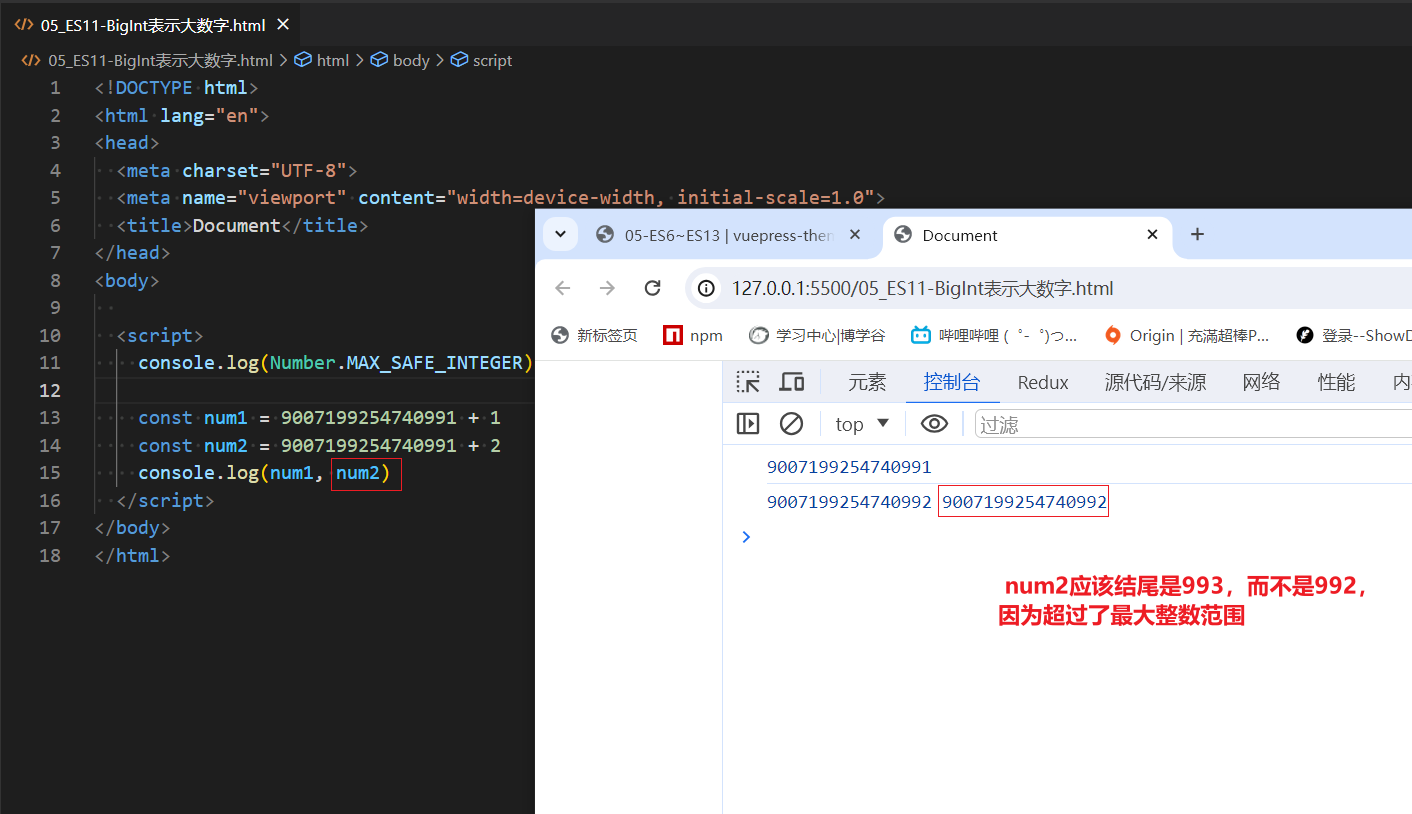 05_ES11-BigInt表示大数字.html
05_ES11-BigInt表示大数字.html > html > body > script
1 <!DOCTYPE html>
2 <html lang="en">
3 <head>
4 <meta charset="UTF-8">
5 <meta name="viewport" content="width=device-width, initial-scale=1.0">
6 <title>Document</title>
7 </head>
8 <body>
9
10 <script>
11 console.log(Number.MAX_SAFE_INTEGER)
12
13 const num1 = 9007199254740991 + 1
14 const num2 = 9007199254740991 + 2
15 console.log(num1, num2)
16 </script>
17 </body>
18 </html>
05-ES6~ES13 | vuepress-then
Document
127.0.0.1:5500/05_ES11-BigInt表示大数字.html
新标签页 npm 学习中心|博学谷 哔哩哔哩 (゜-゜)つ... Origin | 充滿超棒P... 登录--ShowD
元素 控制台 Redux 源代码/来源 网络 性能 内
top 过滤
9007199254740991
9007199254740992 9007199254740992
num2应该结尾是993，而不是992，
因为超过了最大整数范围